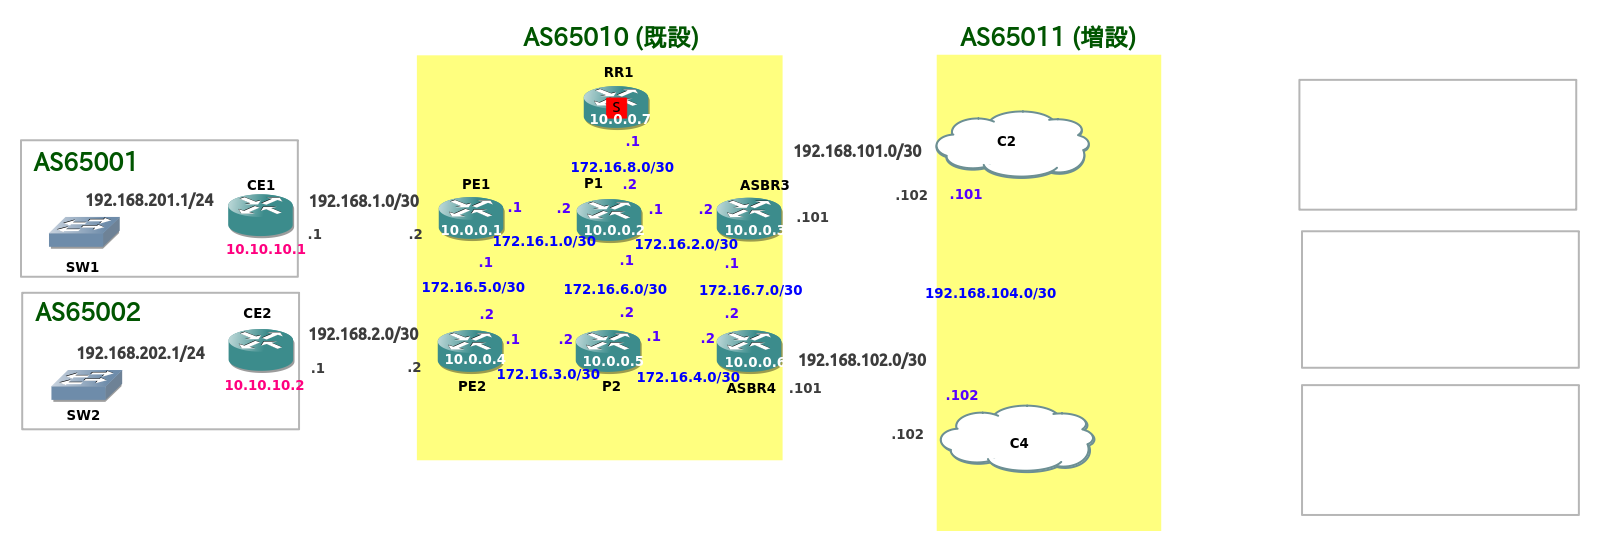 AS65010 (既設)
AS65011 (増設)
RR1
S
10.0.0.7
.1
172.16.8.0/30
.2
AS65001
192.168.201.1/24
CE1
10.10.10.1
SW1
192.168.1.0/30
.1
.2
PE1
10.0.0.1
.1
172.16.1.0/30
.2
P1
10.0.0.2
.1
172.16.2.0/30
.2
ASBR3
10.0.0.3
.101
192.168.101.0/30
.102
C2
.101
.1
172.16.5.0/30
.2
.1
172.16.6.0/30
.2
.1
172.16.7.0/30
.2
192.168.104.0/30
AS65002
192.168.202.1/24
CE2
10.10.10.2
SW2
192.168.2.0/30
.1
.2
10.0.0.4
PE2
.1
172.16.3.0/30
.2
10.0.0.5
P2
.1
172.16.4.0/30
.2
10.0.0.6
ASBR4
192.168.102.0/30
.101
.102
.102
C4